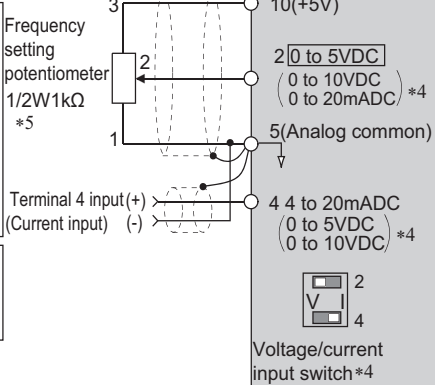 3
10(+5V)
Frequency
setting
potentiometer
1/2W1kΩ
*5
2
1
2 0 to 5VDC
(0 to 10VDC
0 to 20mADC) *4
5(Analog common)
Terminal 4 input (+)
(Current input) (-)
4 4 to 20mADC
(0 to 5VDC
0 to 10VDC) *4
2
V I
4
Voltage/current
input switch*4